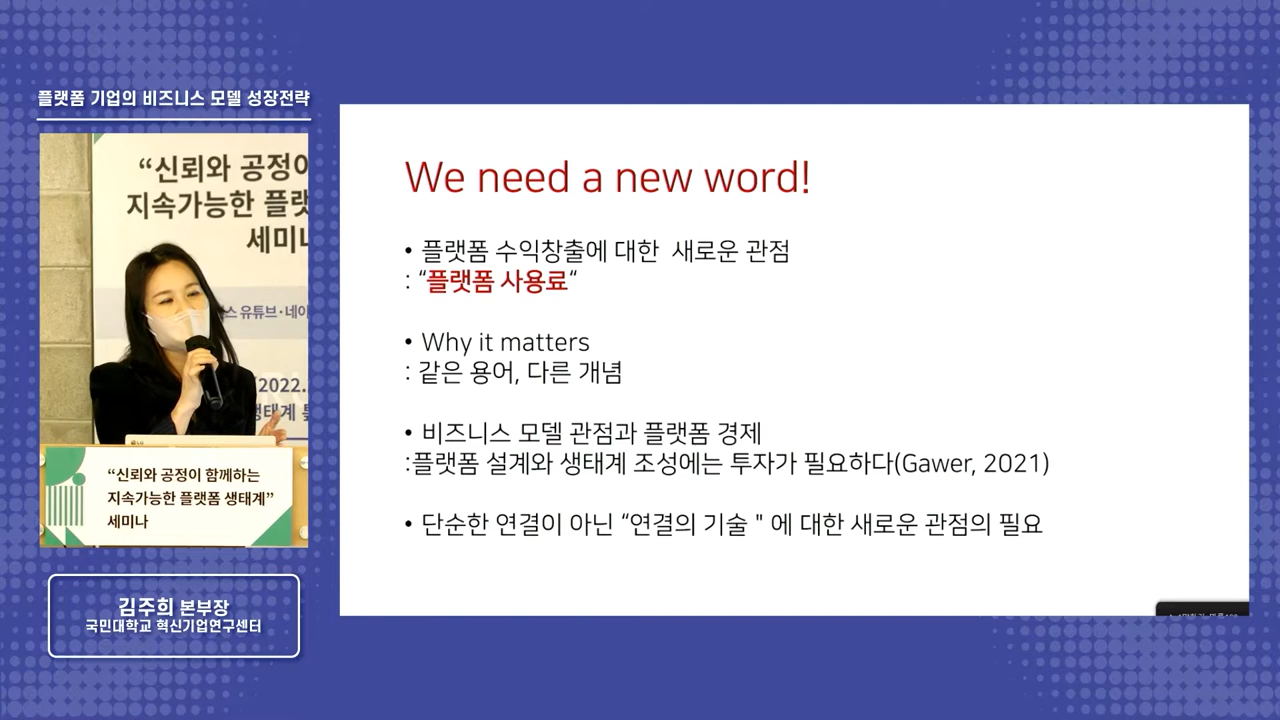 플랫폼 기업의 비즈니스 모델 성장전략
“신뢰와 공정이
지속가능한 플랫
세미나
스 유튜브·네이
(2022.
생태계
“신뢰와 공정이 함께하는
지속가능한 플랫폼 생태계”
세미나
김주희 본부장
국민대학교 혁신기업연구센터
We need a new word!
• 플랫폼 수익창출에 대한 새로운 관점
: “플랫폼 사용료“
• Why it matters
: 같은 용어, 다른 개념
• 비즈니스 모델 관점과 플랫폼 경제
:플랫폼 설계와 생태계 조성에는 투자가 필요하다(Gawer, 2021)
• 단순한 연결이 아닌 “연결의 기술 " 에 대한 새로운 관점의 필요